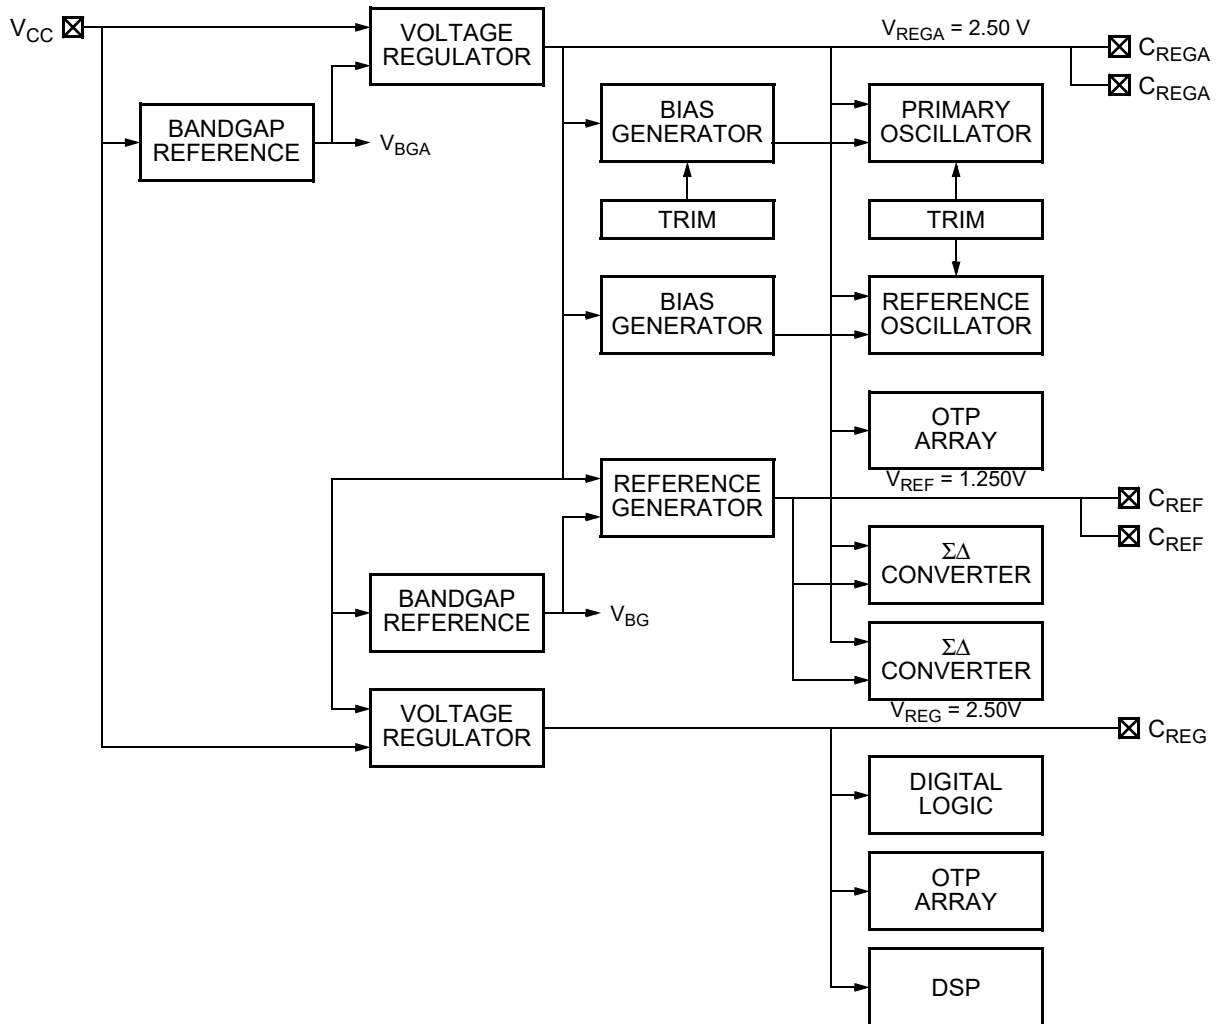 VCC
VOLTAGE
REGULATOR
VREGA = 2.50 V
CREGA
CREGA
BANDGAP
REFERENCE
VBGA
BIAS
GENERATOR
PRIMARY
OSCILLATOR
TRIM
TRIM
BIAS
GENERATOR
REFERENCE
OSCILLATOR
OTP
ARRAY
REFERENCE
GENERATOR
VREF = 1.250V
CREF
CREF
ΣΔ
CONVERTER
BANDGAP
REFERENCE
VBG
ΣΔ
CONVERTER
VOLTAGE
REGULATOR
VREG = 2.50V
CREG
DIGITAL
LOGIC
OTP
ARRAY
DSP